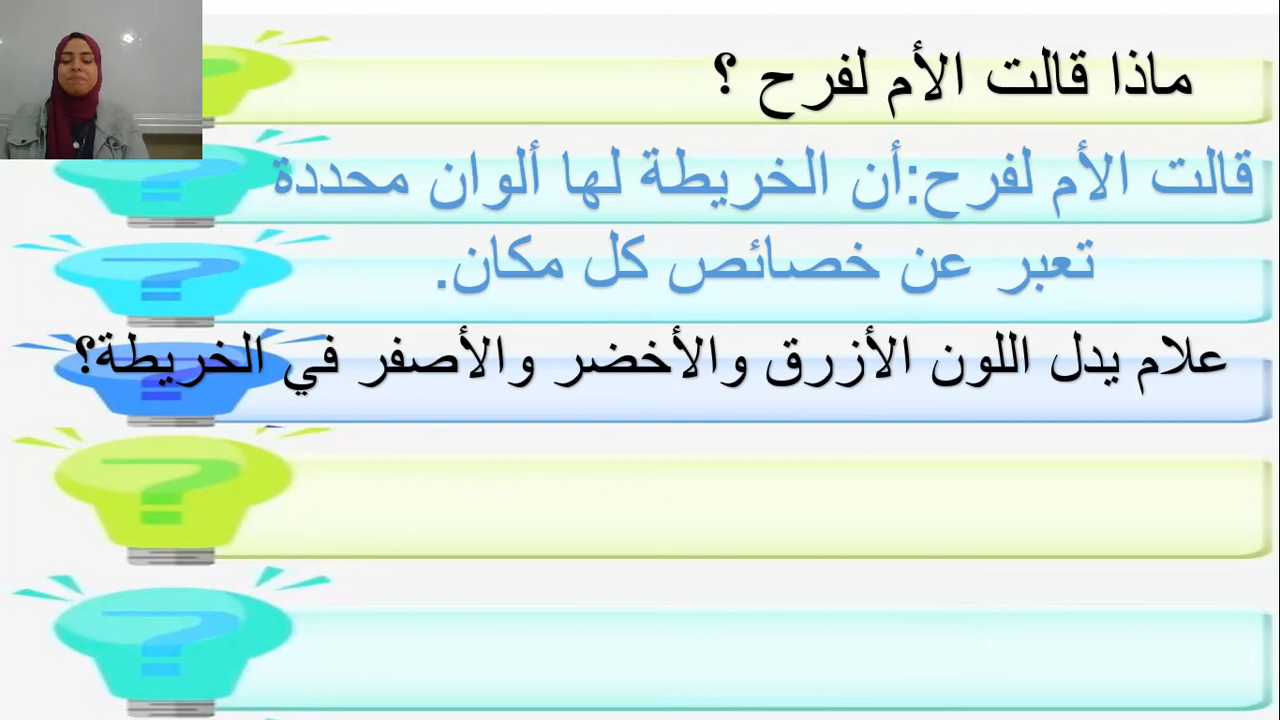 ماذا قالت الأم لفرح ؟
قالت الأم لفرح:أن الخريطة لها ألوان محددة
تعبر عن خصائص كل مكان.
علام يدل اللون الأزرق والأخضر والأصفر في الخريطة؟